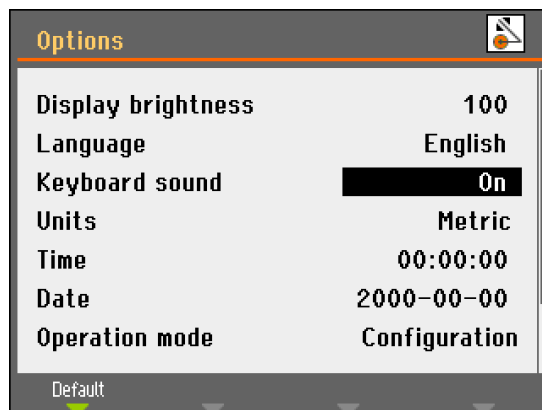 Options
Display brightness 100
Language English
Keyboard sound On
Units Metric
Time 00:00:00
Date 2000-00-00
Operation mode Configuration
Default